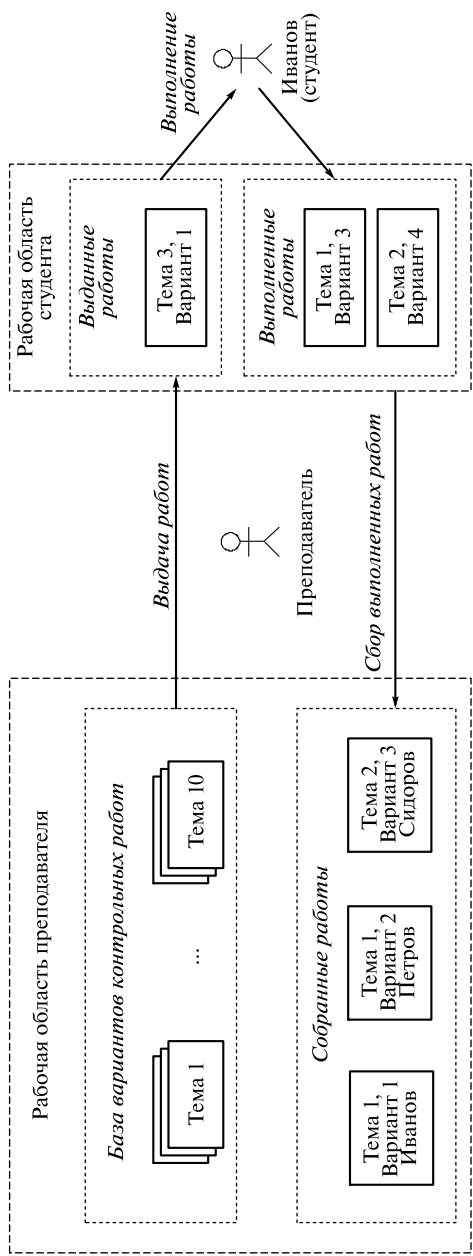 Рабочая область преподавателя
База вариантов контрольных работ
Тема 1
...
Тема 10
Собранные работы
Тема 1,
Вариант 1
Иванов
Тема 1,
Вариант 2
Петров
Тема 2,
Вариант 3
Сидоров
Выдача работ
Преподаватель
Сбор выполненных работ
Рабочая область
студента
Выданные
работы
Тема 3,
Вариант 1
Выполненные
работы
Тема 1,
Вариант 3
Тема 2,
Вариант 4
Выполнение
работы
Иванов
(студент)